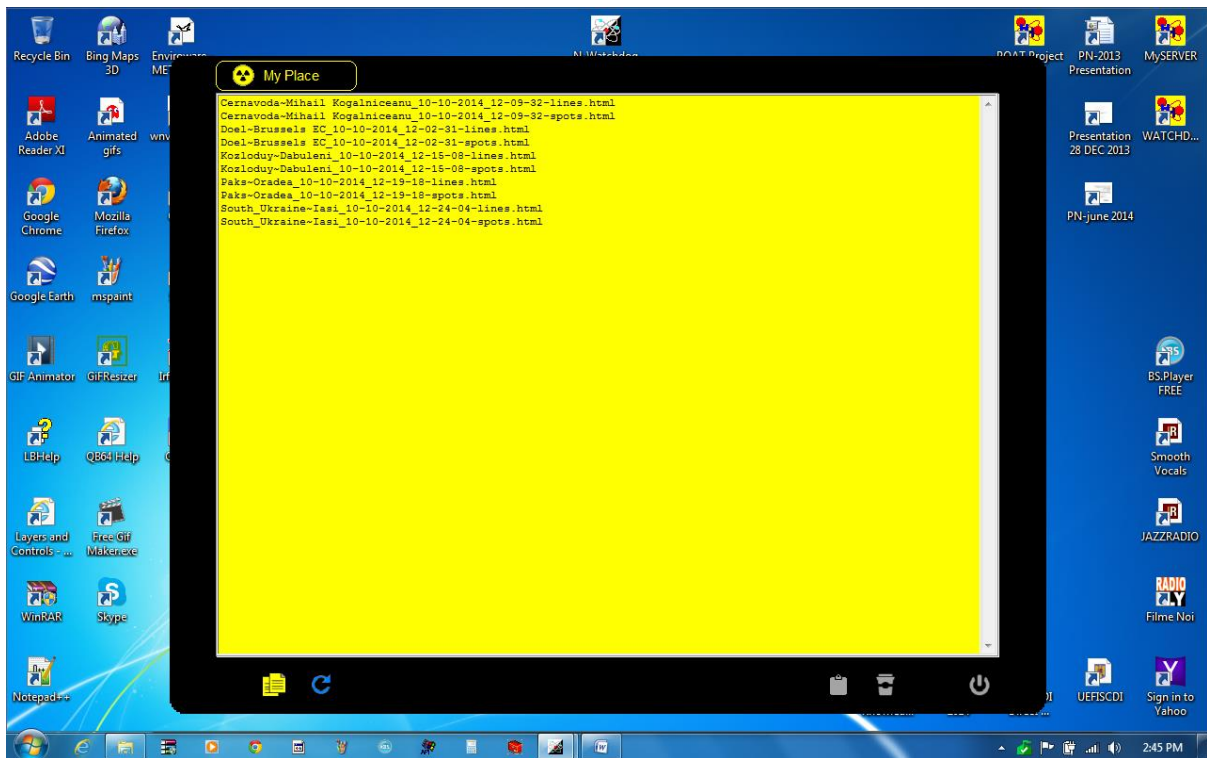 Recycle Bin
Bing Maps
3D
N-Watchdog
Project
PN-2013
Presentation
MySERVER
My Place
Cernavoda~Mihail Kogalniceanu_10-10-2014_12-09-32-lines.html
Cernavoda~Mihail Kogalniceanu_10-10-2014_12-09-32-spots.html
Doel~Brussels EC_10-10-2014_12-02-31-lines.html
Doel~Brussels EC_10-10-2014_12-02-31-spots.html
Kozloduy~Dabuleni_10-10-2014_12-15-08-lines.html
Kozloduy~Dabuleni_10-10-2014_12-15-08-spots.html
Paks~Oradea_10-10-2014_12-19-18-lines.html
Paks~Oradea_10-10-2014_12-19-18-spots.html
South_Ukraine~Iasi_10-10-2014_12-24-04-lines.html
South_Ukraine~Iasi_10-10-2014_12-24-04-spots.html
Adobe
Reader XI
Animated
gifs
Presentation
28 DEC 2013
WATCHD...
Google
Chrome
Mozilla
Firefox
PN-june 2014
Google Earth
mspaint
GIF Animator
GiFResizer
BS.Player
FREE
LBHelp
QB64 Help
Smooth
Vocals
Layers and
Controls - ...
Free Gif
Maker.exe
JAZZRADIO
WinRAR
Skype
RADIO
LY
Filme Noi
Notepad++
UEFISCDI
Sign in to
Yahoo
2:45 PM